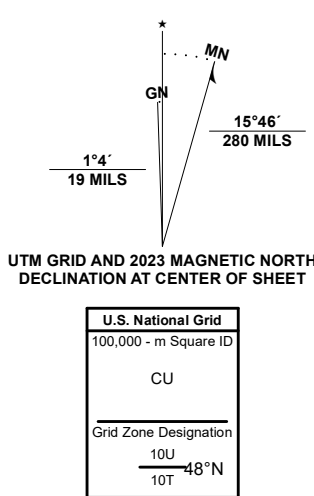 ★
MN
GN
15°46´
280 MILS
1°4´
19 MILS
UTM GRID AND 2023 MAGNETIC NORTH
DECLINATION AT CENTER OF SHEET
U.S. National Grid
100,000 - m Square ID
CU
Grid Zone Designation
10U
48°N
10T